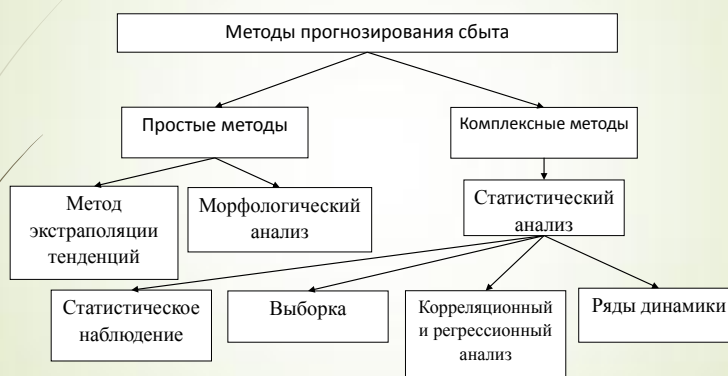 Методы прогнозирования сбыта
Простые методы
Комплексные методы
Метод
экстраполяции
тенденций
Морфологический
анализ
Статистический
анализ
Статистическое
наблюдение
Выборка
Корреляционный
и регрессионный
анализ
Ряды динамики